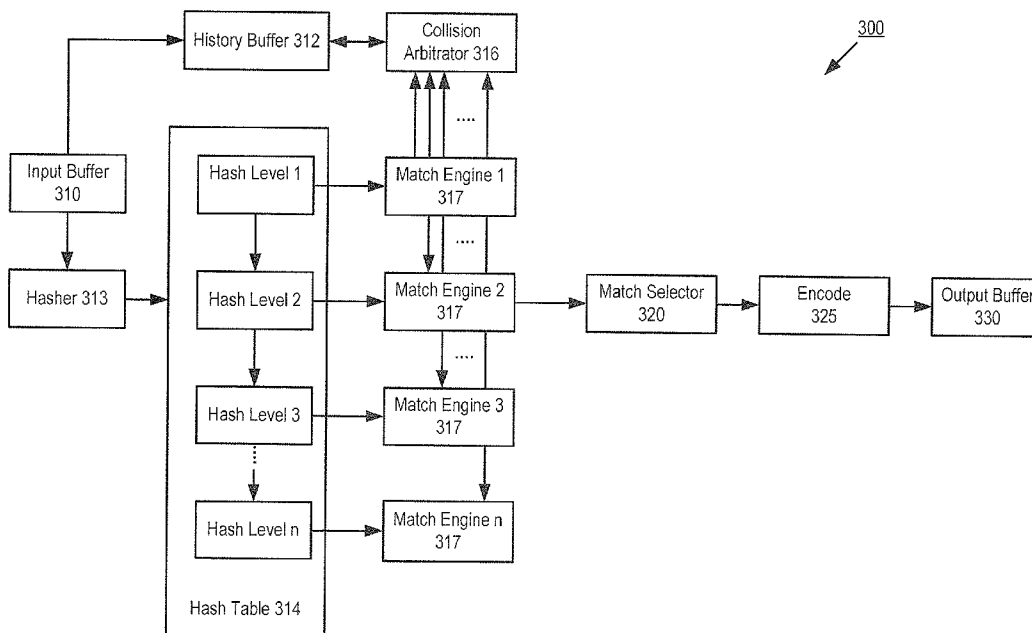 History Buffer 312
Collision
Arbitrator 316
300
....
Input Buffer
310
Hash Level 1
Match Engine 1
317
....
Hasher 313
Hash Level 2
Match Engine 2
317
Match Selector
320
Encode
325
Output Buffer
330
....
Hash Level 3
Match Engine 3
317
....
Hash Level n
Match Engine n
317
Hash Table 314